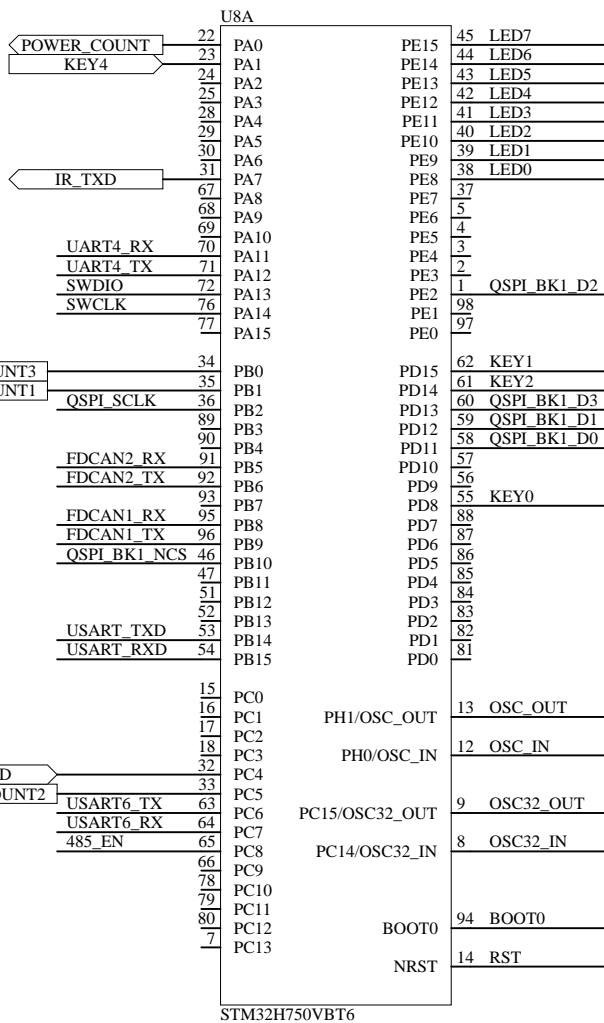 U8A
POWER_COUNT 22 PA0 PE15 45 LED7
KEY4 23 PA1 PE14 44 LED6
24 PA2 PE13 43 LED5
25 PA3 PE12 42 LED4
28 PA4 PE11 41 LED3
29 PA5 PE10 40 LED2
30 PA6 PE9 39 LED1
IR_TXD 31 PA7 PE8 38 LED0
67 PA8 PE7 37
68 PA9 PE6 5
69 PA10 PE5 4
UART4_RX 70 PA11 PE4 3
UART4_TX 71 PA12 PE3 2
SWDIO 72 PA13 PE2 1 QSPI_BK1_D2
SWCLK 76 PA14 PE1 98
77 PA15 PE0 97
UNT3 34 PB0 PD15 62 KEY1
UNT1 35 PB1 PD14 61 KEY2
QSPI_SCLK 36 PB2 PD13 60 QSPI_BK1_D3
89 PB3 PD12 59 QSPI_BK1_D1
90 PB4 PD11 58 QSPI_BK1_D0
FDCAN2_RX 91 PB5 PD10 57
FDCAN2_TX 92 PB6 PD9 56
93 PB7 PD8 55 KEY0
FDCAN1_RX 95 PB8 PD7 88
FDCAN1_TX 96 PB9 PD6 87
QSPI_BK1_NCS 46 PB10 PD5 86
47 PB11 PD4 85
51 PB12 PD3 84
52 PB13 PD2 83
USART_TXD 53 PB14 PD1 82
USART_RXD 54 PB15 PD0 81
15 PC0
16 PC1 PH1/OSC_OUT 13 OSC_OUT
17 PC2
18 PC3 PH0/OSC_IN 12 OSC_IN
D 32 PC4
OUNT2 33 PC5
USART6_TX 63 PC6 PC15/OSC32_OUT 9 OSC32_OUT
USART6_RX 64 PC7
485_EN 65 PC8 PC14/OSC32_IN 8 OSC32_IN
66 PC9
78 PC10
79 PC11
80 PC12 BOOT0 94 BOOT0
7 PC13
NRST 14 RST
STM32H750VBT6